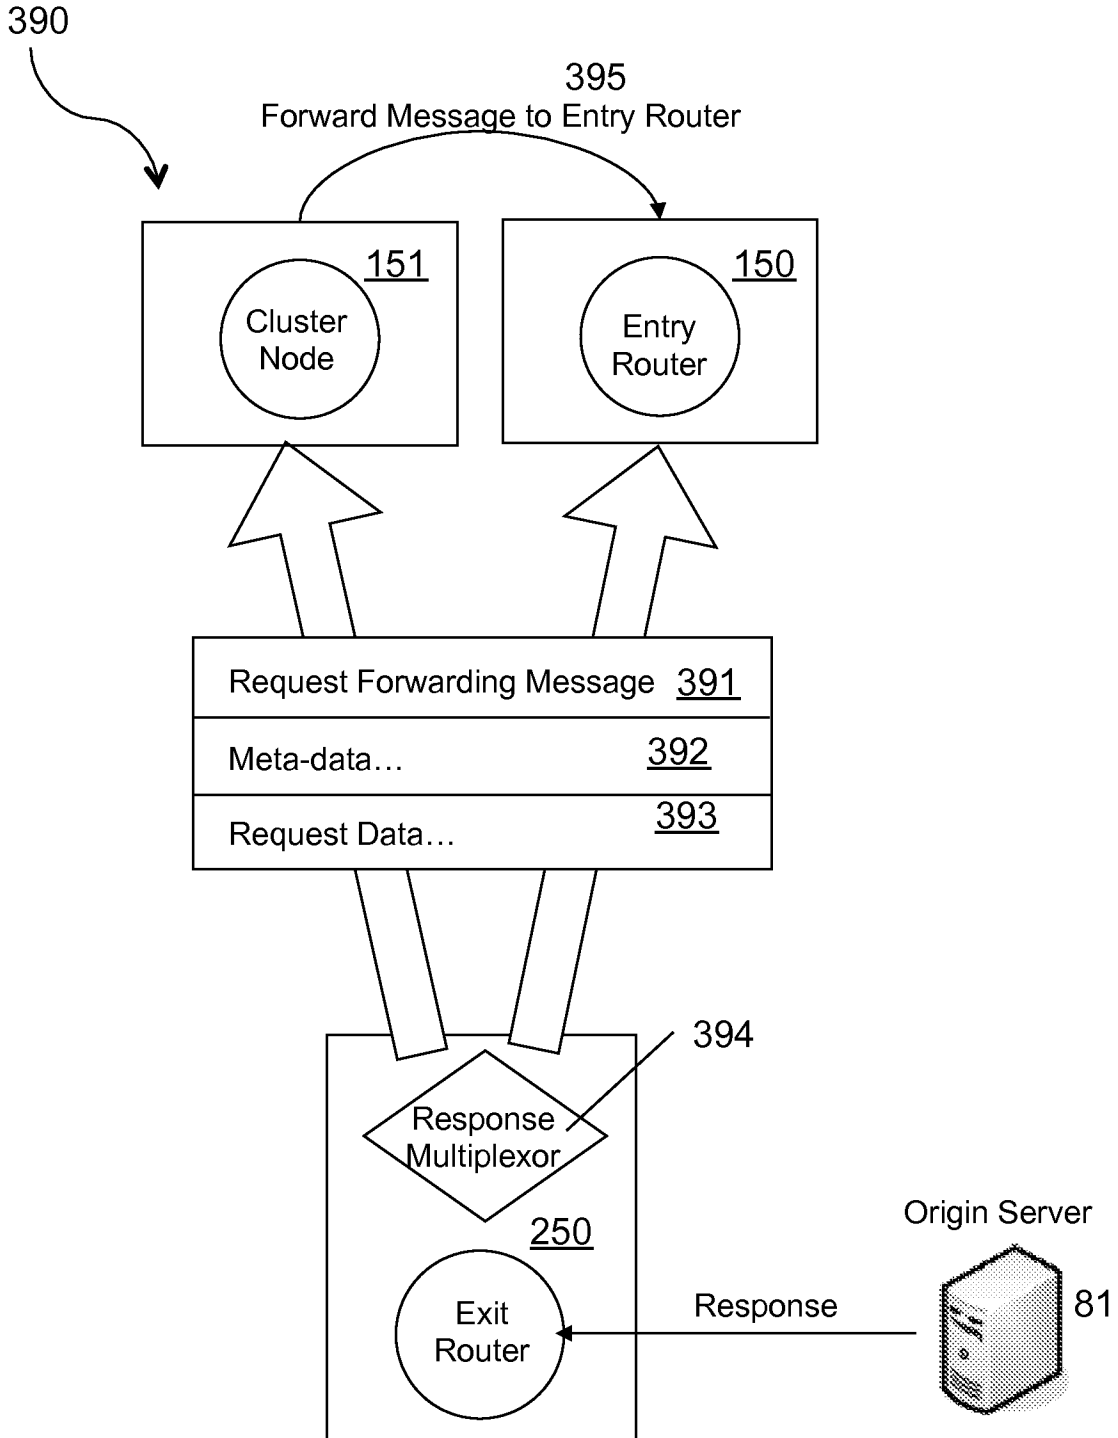 390
395
Forward Message to Entry Router
151
150
Cluster
Node
Entry
Router
Request Forwarding Message 391
Meta-data… 392
Request Data… 393
394
Response
Multiplexor
250
Origin Server
81
Response
Exit
Router